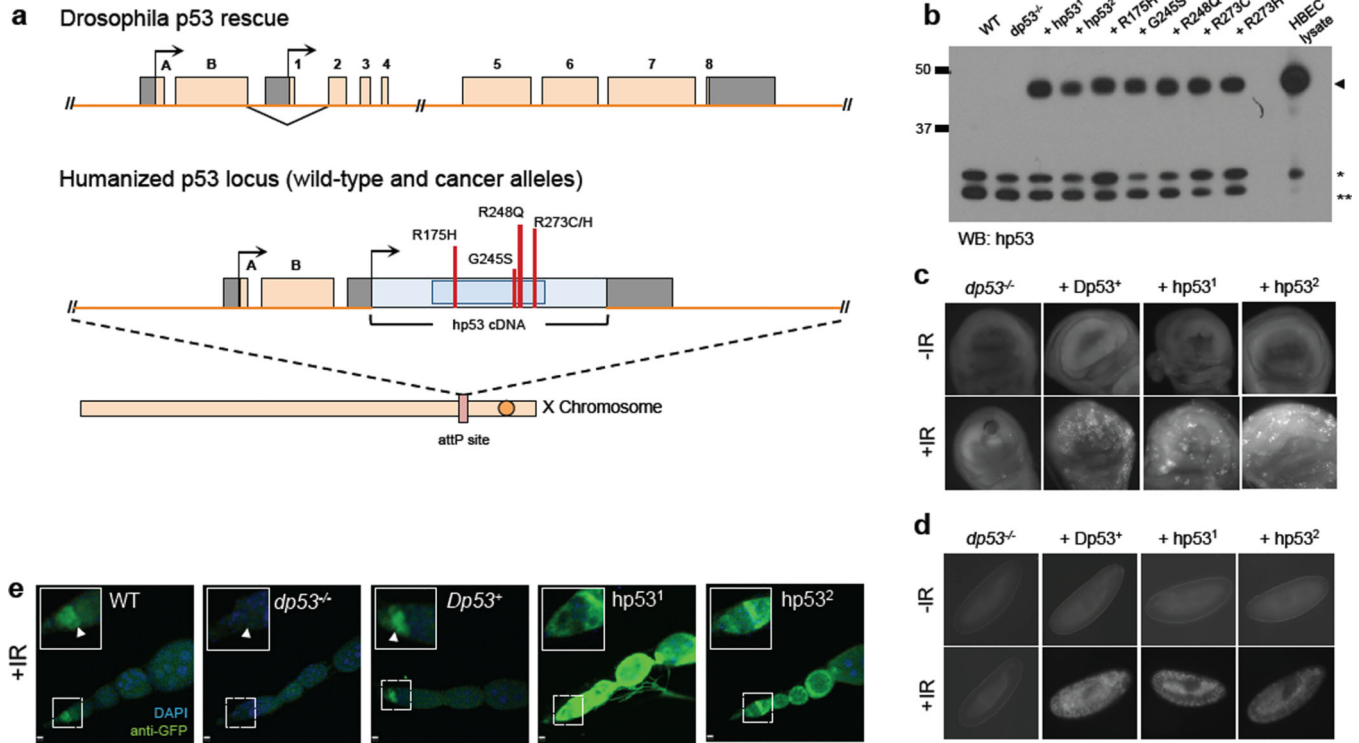 a
Drosophila p53 rescue
A B 1 2 3 4 5 6 7 8
// // //
Humanized p53 locus (wild-type and cancer alleles)
R248Q
R175H R273C/H
G245S
A B
// //
hp53 cDNA
X Chromosome
attP site
b
WT dp53-/- + hp53¹ + hp53² + R175H + G245S + R248Q + R273C + R273H HBEC lysate
50
37
*
**
WB: hp53
c
dp53-/- + Dp53⁺ + hp53¹ + hp53²
-IR
+IR
d
dp53-/- + Dp53⁺ + hp53¹ + hp53²
-IR
+IR
e
WT dp53-/- Dp53⁺ hp53¹ hp53²
+IR
DAPI
anti-GFP